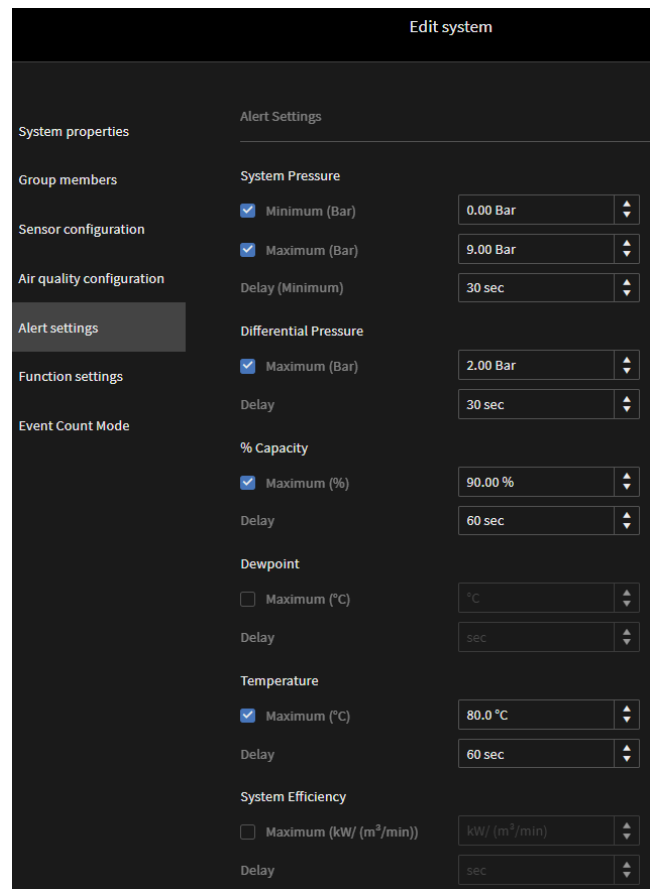 Edit system
System properties
Group members
Sensor configuration
Air quality configuration
Alert settings
Function settings
Event Count Mode
Alert Settings
System Pressure
Minimum (Bar) 0.00 Bar
Maximum (Bar) 9.00 Bar
Delay (Minimum) 30 sec
Differential Pressure
Maximum (Bar) 2.00 Bar
Delay 30 sec
% Capacity
Maximum (%) 90.00 %
Delay 60 sec
Dewpoint
Maximum (°C) °C
Delay sec
Temperature
Maximum (°C) 80.0 °C
Delay 60 sec
System Efficiency
Maximum (kW/ (m³/min)) kW/ (m³/min)
Delay sec